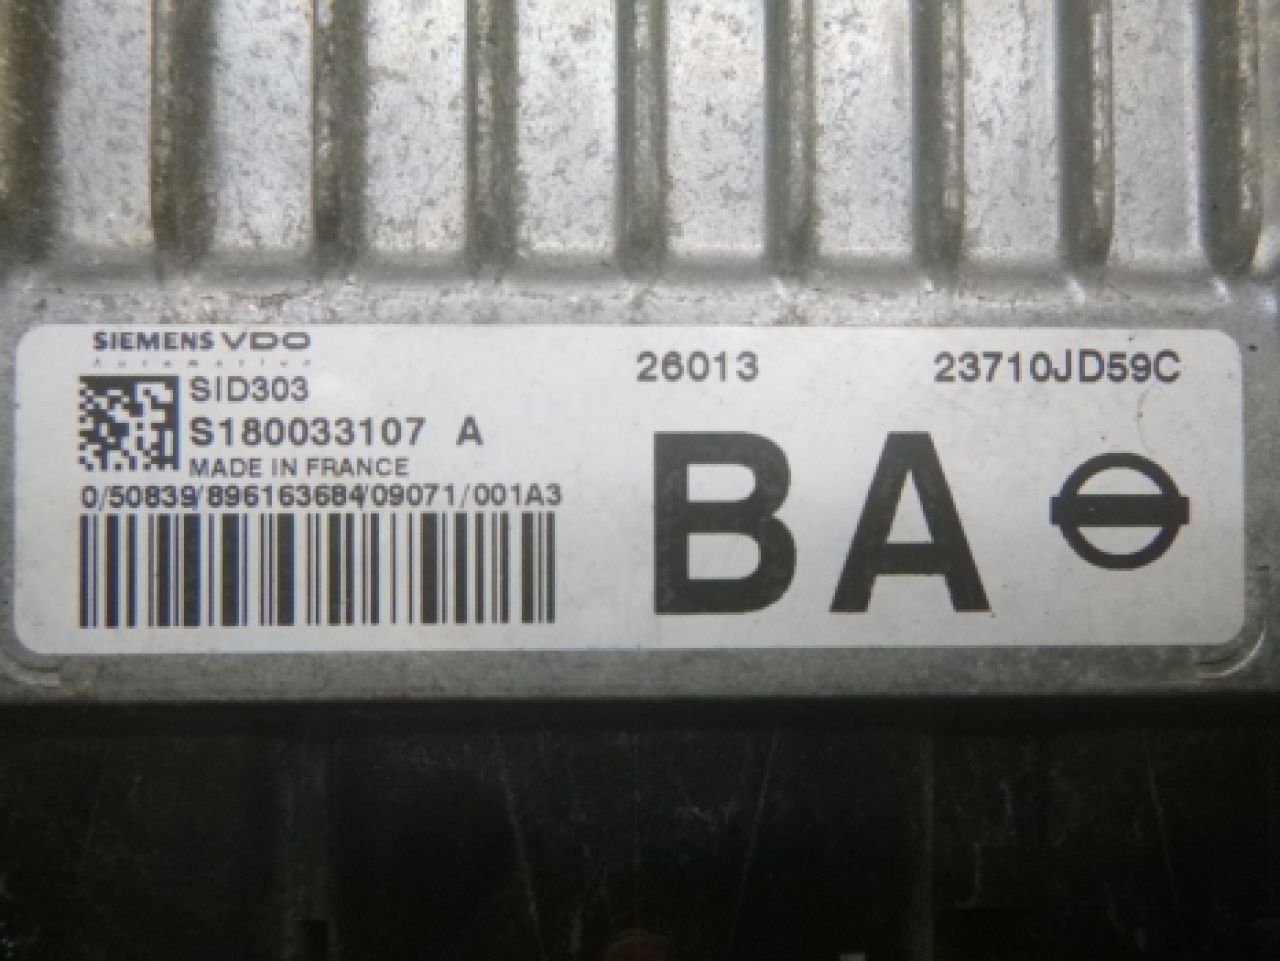 SIEMENS VDO
Automotive
SID303
S180033107 A
MADE IN FRANCE
0/50839/896163684/09071/001A3
26013
23710JD59C
BA